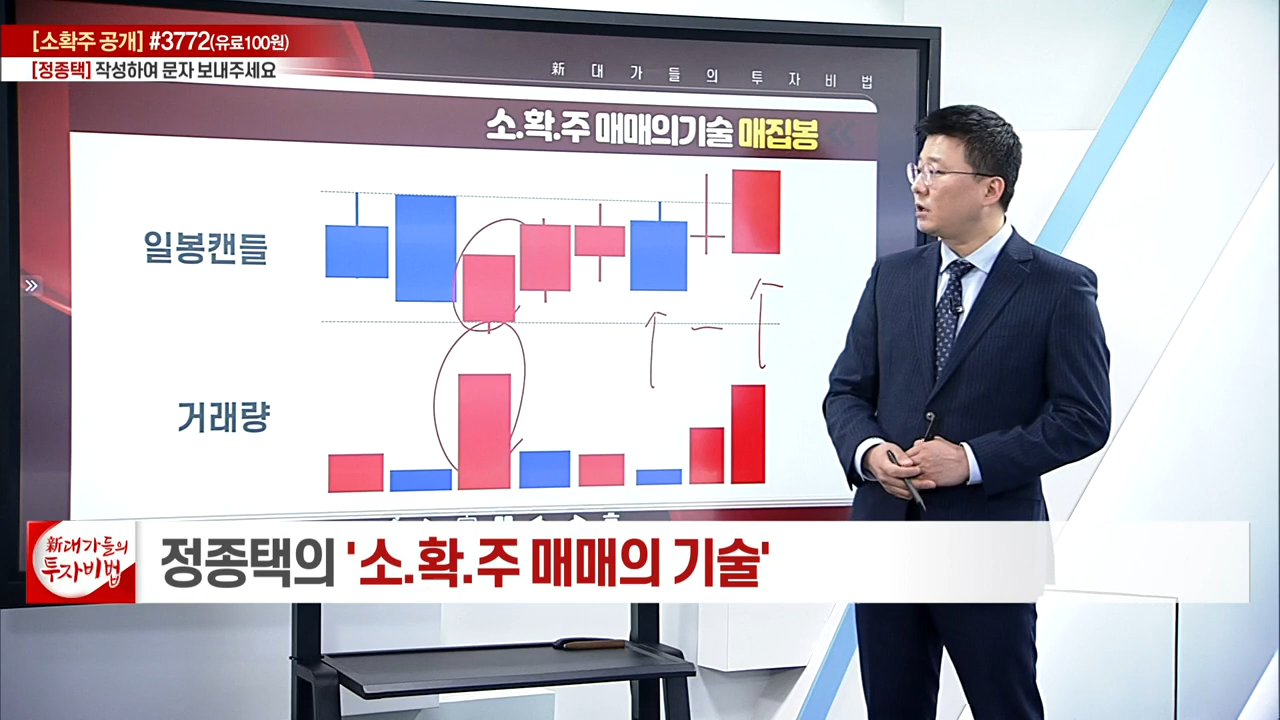 [소확주 공개] #3772(유료100원)
[정종택] 작성하여 문자 보내주세요
新 대 가 들 의 투 자 비 법
소.확.주 매매의기술 매집봉
일봉캔들
거래량
新대가들의
투자비법
정종택의 '소.확.주 매매의 기술'